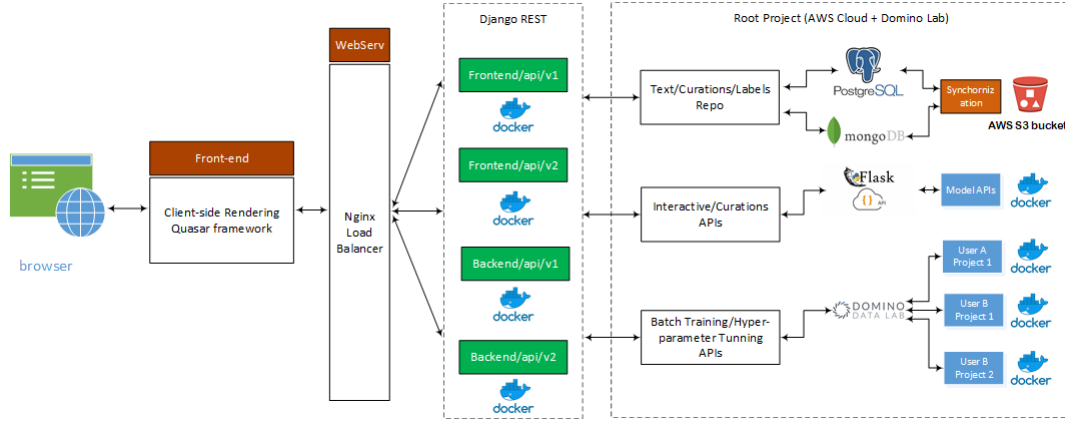 Django REST
Root Project (AWS Cloud + Domino Lab)
WebServ
Frontend/api/v1
docker
Text/Curations/Labels
Repo
PostgreSQL
mongoDB
Synchorniz
ation
AWS S3 bucket
Front-end
Client-side Rendering
Quasar framework
browser
Nginx
Load
Balancer
Frontend/api/v2
docker
Interactive/Curations
APIs
Flask
{ }
API
Model APIs
docker
Backend/api/v1
docker
Backend/api/v2
docker
Batch Training/Hyper-
parameter Tunning
APIs
DOMINO
DATA LAB
User A
Project 1
docker
User B
Project 1
docker
User B
Project 2
docker